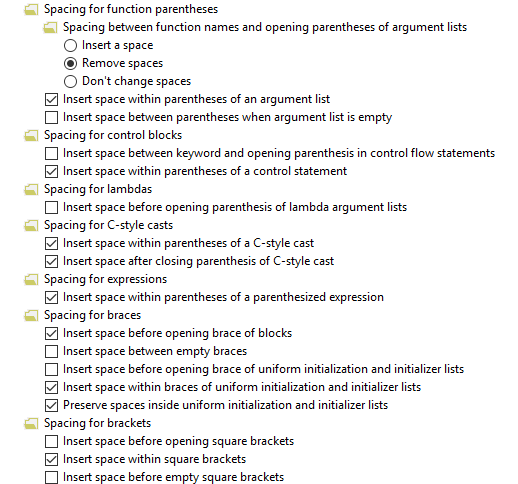 Spacing for function parentheses
Spacing between function names and opening parentheses of argument lists
Insert a space
Remove spaces
Don't change spaces
Insert space within parentheses of an argument list
Insert space between parentheses when argument list is empty
Spacing for control blocks
Insert space between keyword and opening parenthesis in control flow statements
Insert space within parentheses of a control statement
Spacing for lambdas
Insert space before opening parenthesis of lambda argument lists
Spacing for C-style casts
Insert space within parentheses of a C-style cast
Insert space after closing parenthesis of C-style cast
Spacing for expressions
Insert space within parentheses of a parenthesized expression
Spacing for braces
Insert space before opening brace of blocks
Insert space between empty braces
Insert space before opening brace of uniform initialization and initializer lists
Insert space within braces of uniform initialization and initializer lists
Preserve spaces inside uniform initialization and initializer lists
Spacing for brackets
Insert space before opening square brackets
Insert space within square brackets
Insert space before empty square brackets